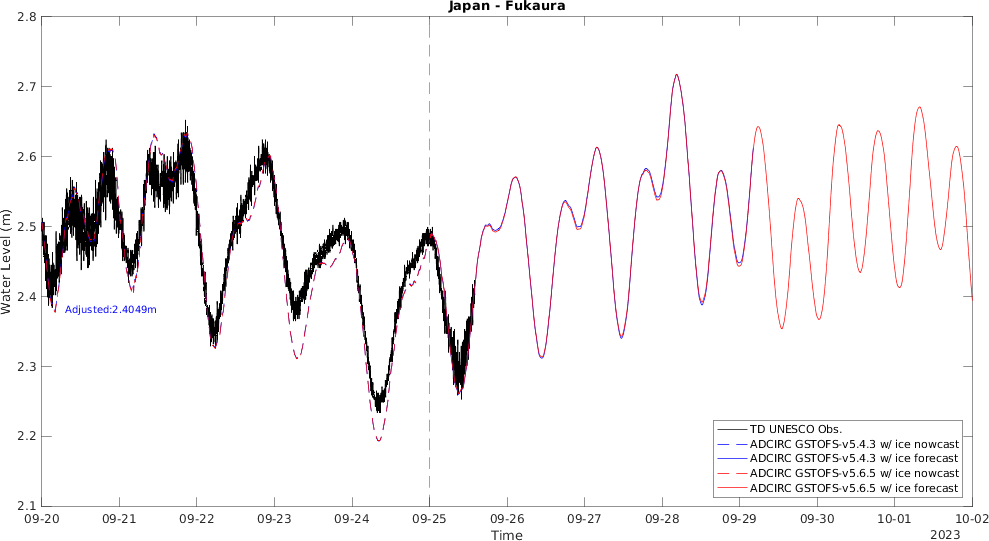 Japan - Fukaura
2.8
2.7
2.6
2.5
2.4
2.3
2.2
2.1
Water Level (m)
Adjusted:2.4049m
TD UNESCO Obs.
ADCIRC GSTOFS-v5.4.3 w/ ice nowcast
ADCIRC GSTOFS-v5.4.3 w/ ice forecast
ADCIRC GSTOFS-v5.6.5 w/ ice nowcast
ADCIRC GSTOFS-v5.6.5 w/ ice forecast
09-20 09-21 09-22 09-23 09-24 09-25 09-26 09-27 09-28 09-29 09-30 10-01 10-02
Time
2023